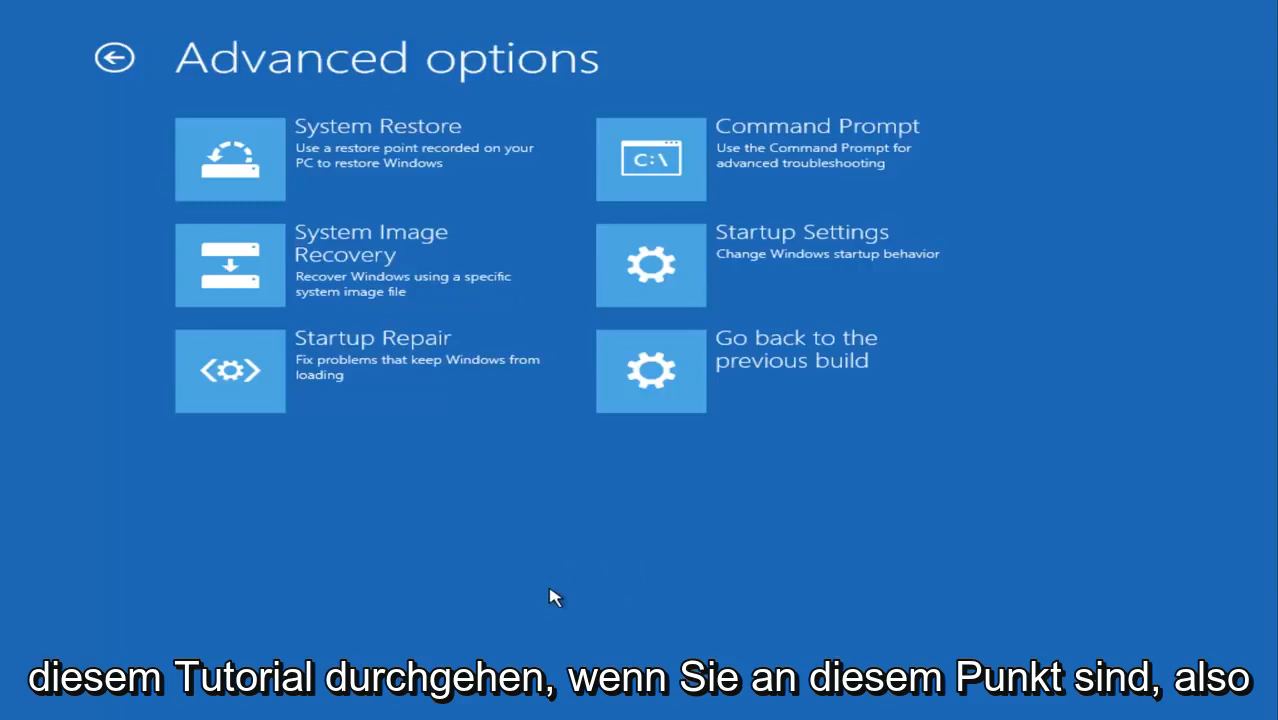 Advanced options
System Restore
Use a restore point recorded on your
PC to restore Windows
System Image
Recovery
Recover Windows using a specific
system image file
Startup Repair
Fix problems that keep Windows from
loading
Command Prompt
Use the Command Prompt for
advanced troubleshooting
C:\
Startup Settings
Change Windows startup behavior
Go back to the
previous build
diesem Tutorial durchgehen, wenn Sie an diesem Punkt sind, also